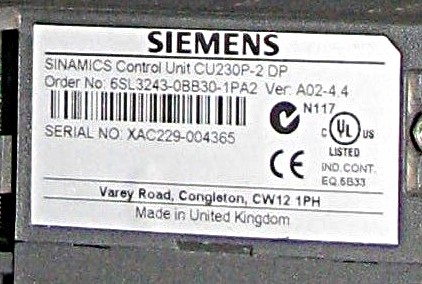 SIEMENS
SINAMICS Control Unit CU230P-2 DP
Order No: 6SL3243-0BB30-1PA2 Ver: A02-4.4
N117
SERIAL NO: XAC229-004365
C UL US
LISTED
CE IND.CONT.
EQ.6B33
Varey Road, Congleton, CW12 1PH
Made in United Kingdom